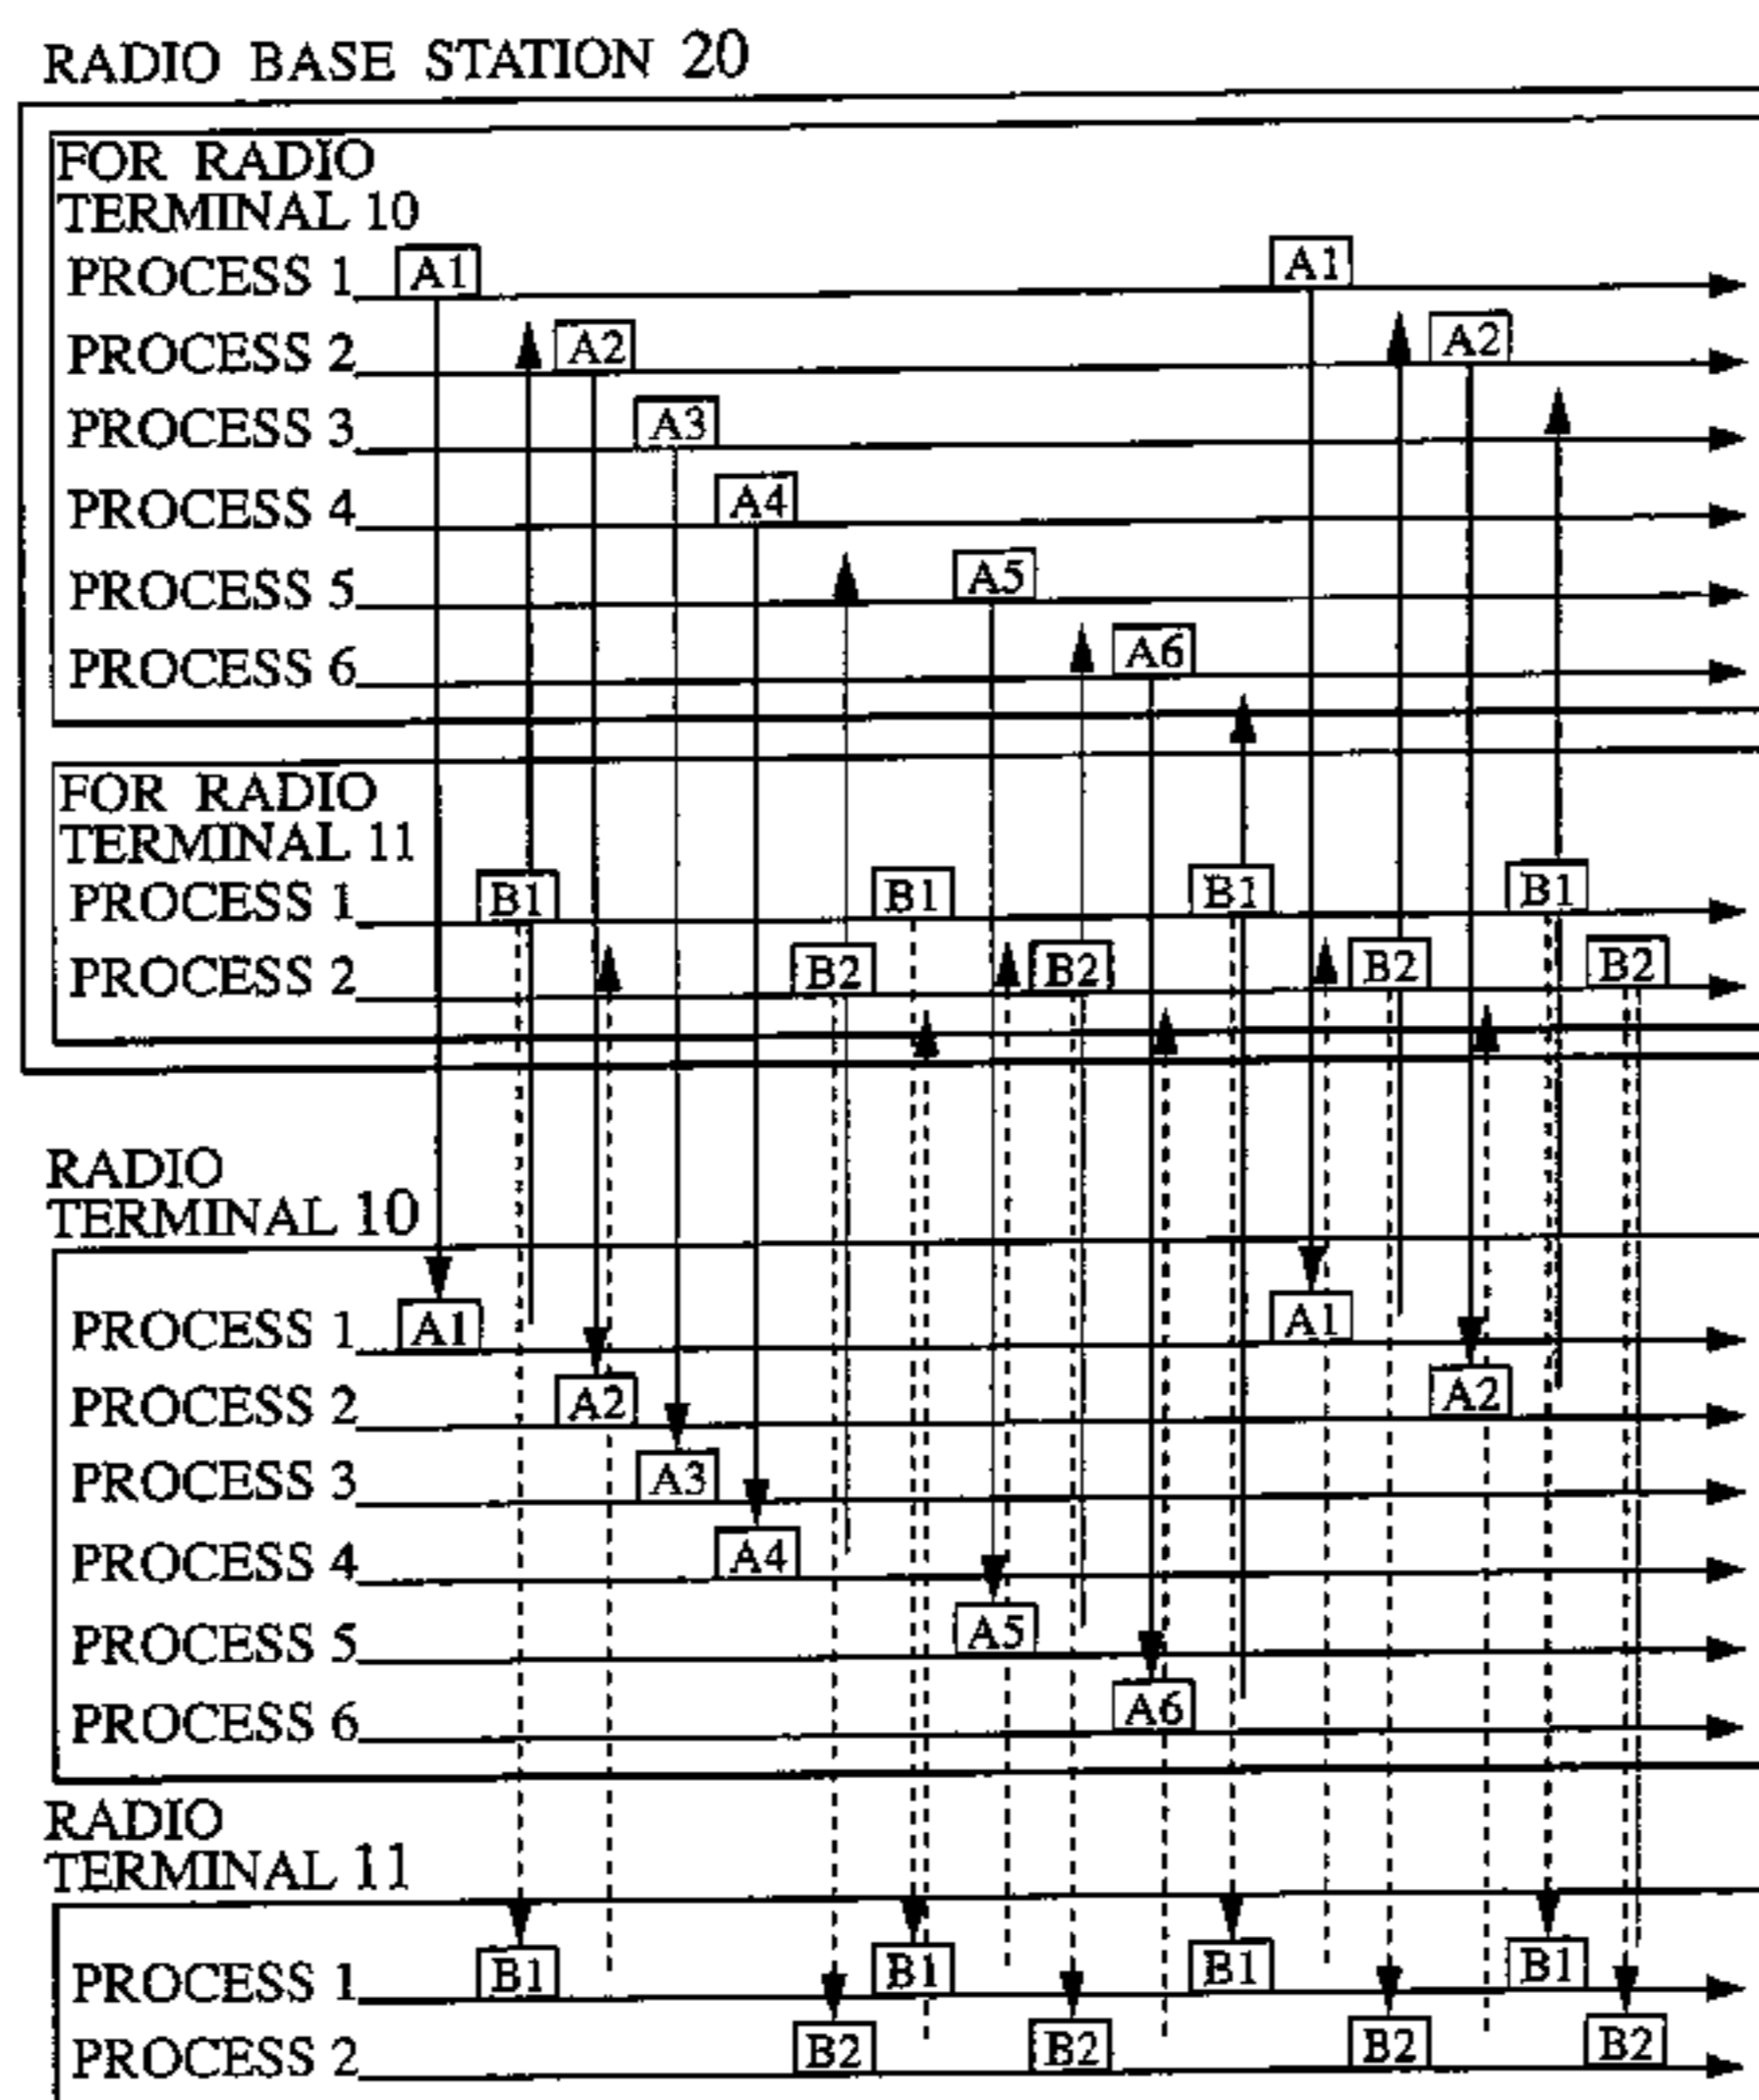 RADIO BASE STATION 20
FOR RADIO
TERMINAL 10
PROCESS 1 A1 A1
PROCESS 2 A2 A2
PROCESS 3 A3
PROCESS 4 A4
PROCESS 5 A5
PROCESS 6 A6
FOR RADIO
TERMINAL 11
PROCESS 1 B1 B1 B1 B1
PROCESS 2 B2 B2 B2 B2
RADIO
TERMINAL 10
PROCESS 1 A1 A1
PROCESS 2 A2 A2
PROCESS 3 A3
PROCESS 4 A4
PROCESS 5 A5
PROCESS 6 A6
RADIO
TERMINAL 11
PROCESS 1 B1 B1 B1 B1
PROCESS 2 B2 B2 B2 B2